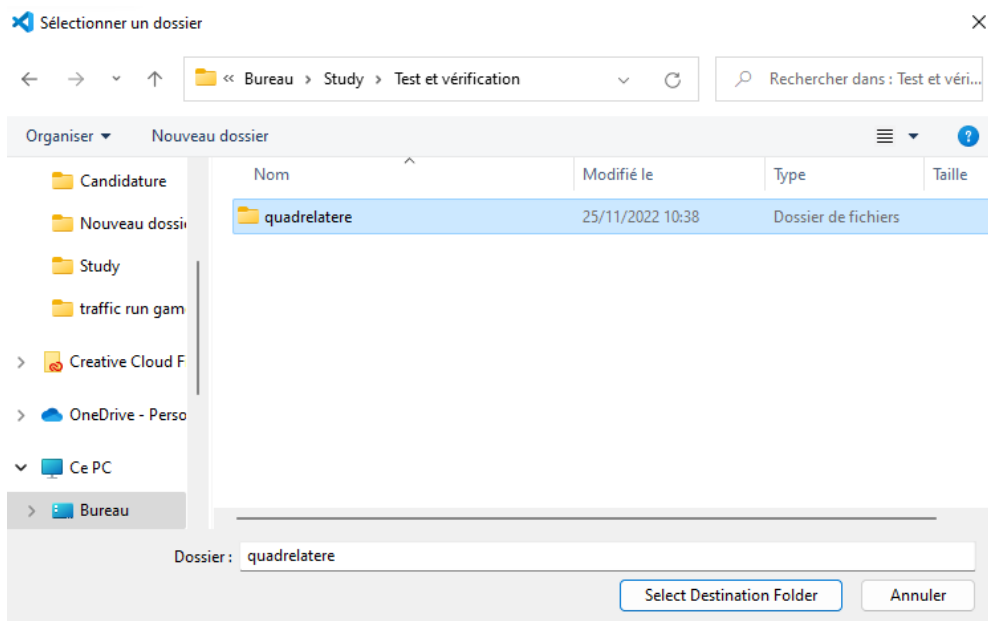 Sélectionner un dossier
« Bureau > Study > Test et vérification
Rechercher dans : Test et véri...
Organiser
Nouveau dossier
Nom
Modifié le
Type
Taille
Candidature
Nouveau dossi
Study
traffic run gam
Creative Cloud F
OneDrive - Perso
Ce PC
Bureau
quadrelatere
25/11/2022 10:38
Dossier de fichiers
Dossier :
quadrelatere
Select Destination Folder
Annuler